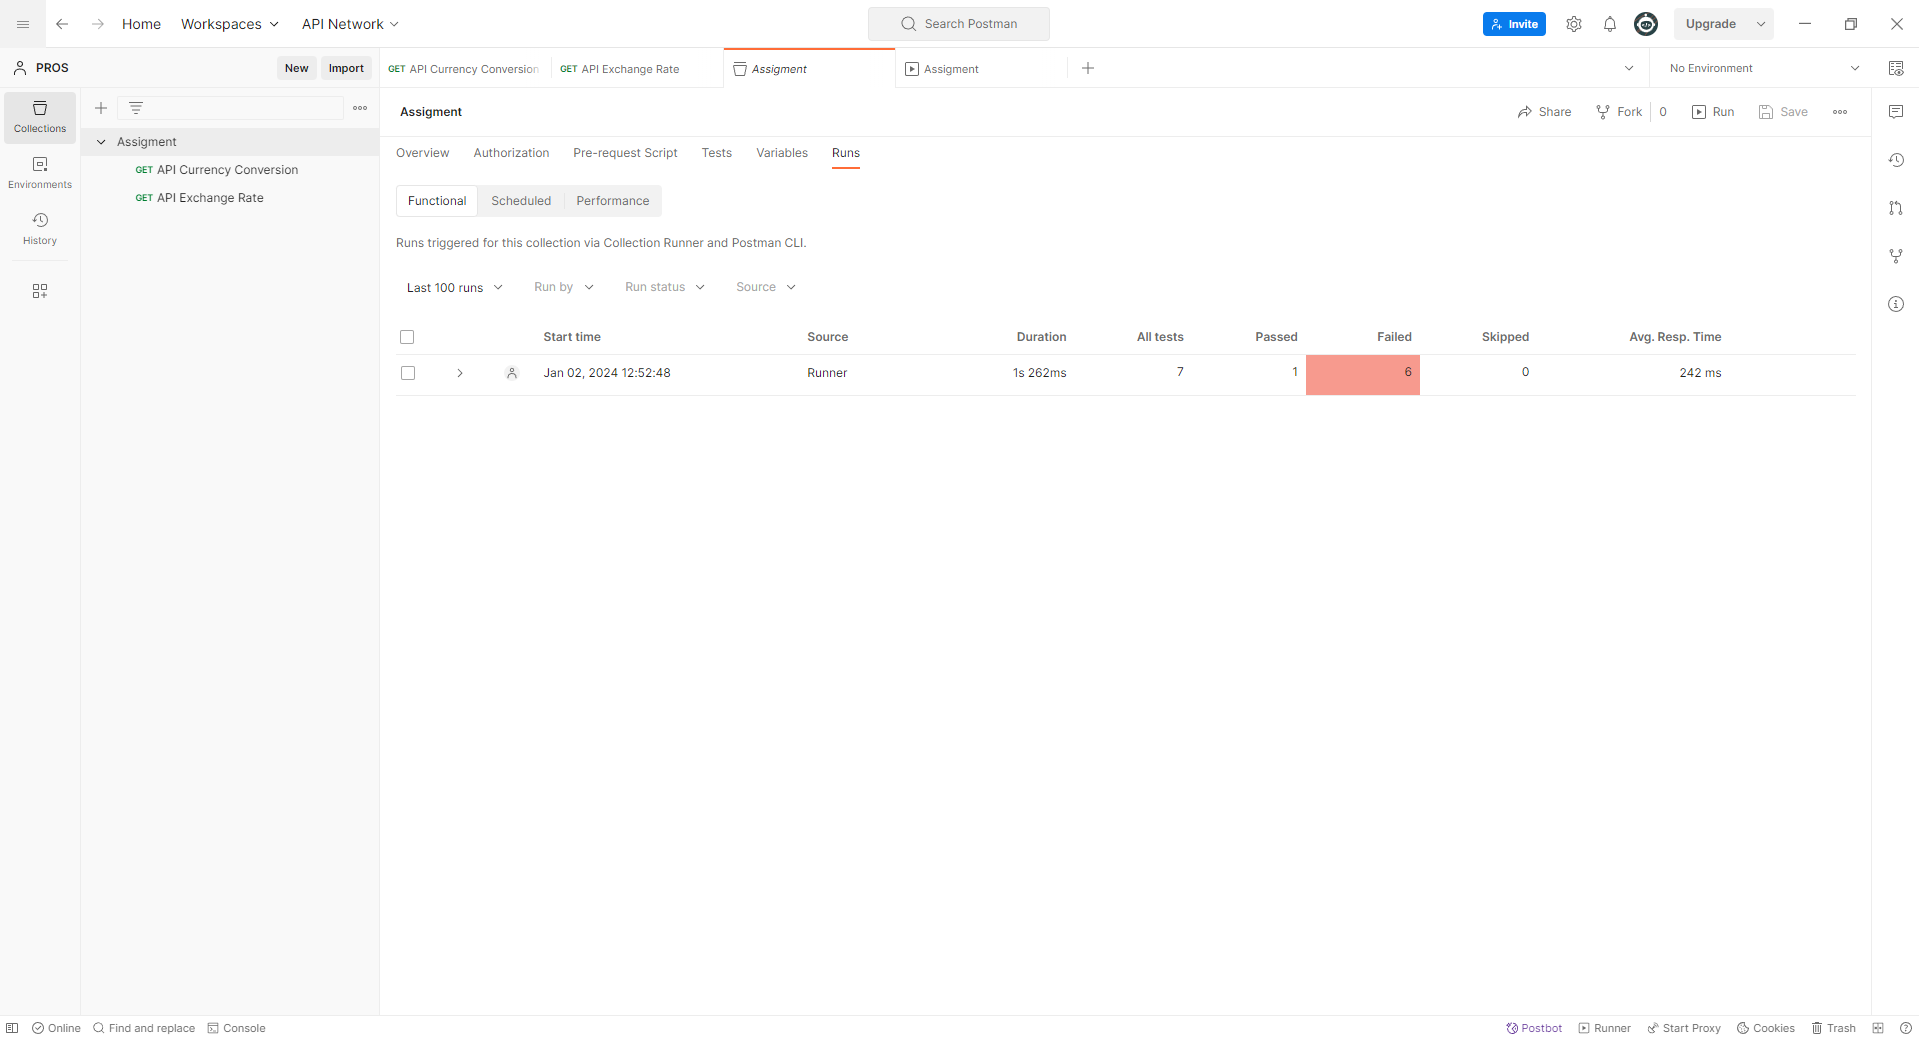 Home Workspaces API Network Search Postman Invite Upgrade
PROS New Import GET API Currency Conversion GET API Exchange Rate Assigment Assigment No Environment
Collections
Environments
History
Assigment
GET API Currency Conversion
GET API Exchange Rate
Assigment Share Fork 0 Run Save
Overview Authorization Pre-request Script Tests Variables Runs
Functional Scheduled Performance
Runs triggered for this collection via Collection Runner and Postman CLI.
Last 100 runs Run by Run status Source
Start time Source Duration All tests Passed Failed Skipped Avg. Resp. Time
Jan 02, 2024 12:52:48 Runner 1s 262ms 7 1 6 0 242 ms
Online Find and replace Console Postbot Runner Start Proxy Cookies Trash